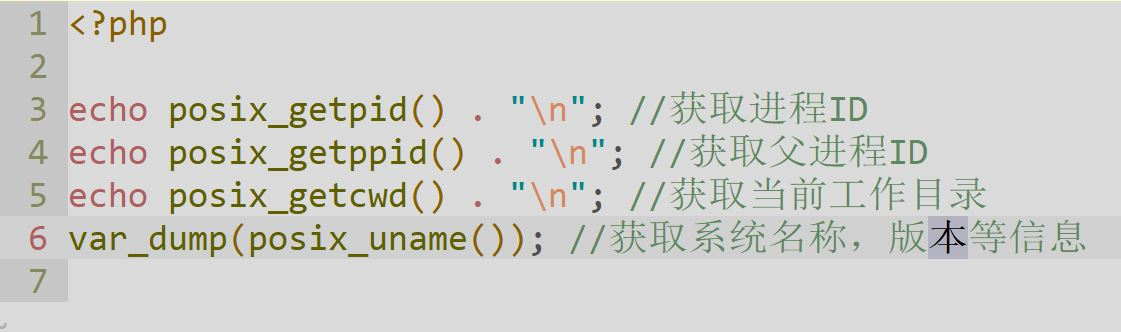 1 <?php
2
3 echo posix_getpid() .  "\n"; //获取进程ID
4 echo posix_getppid() . "\n"; //获取父进程ID
5 echo posix_getcwd() .  "\n"; //获取当前工作目录
6 var_dump(posix_uname()); //获取系统名称，版本等信息
7
~